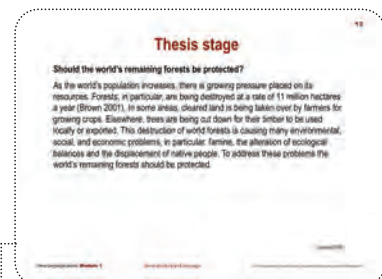 13
Thesis stage
Should the world's remaining forests be protected?
As the world's population increases, there is growing pressure placed on its
resources. Forests, in particular, are being destroyed at a rate of 11 million hectares
a year (Brown 2001). In some areas, cleared land is being taken over by farmers for
growing crops. Elsewhere, trees are being cut down for their timber to be used
locally or exported. This destruction of world forests is causing many environmental,
social, and economic problems, in particular, famine, the alteration of ecological
balances and the displacement of native people. To address these problems the
world's remaining forests should be protected.
Module 1